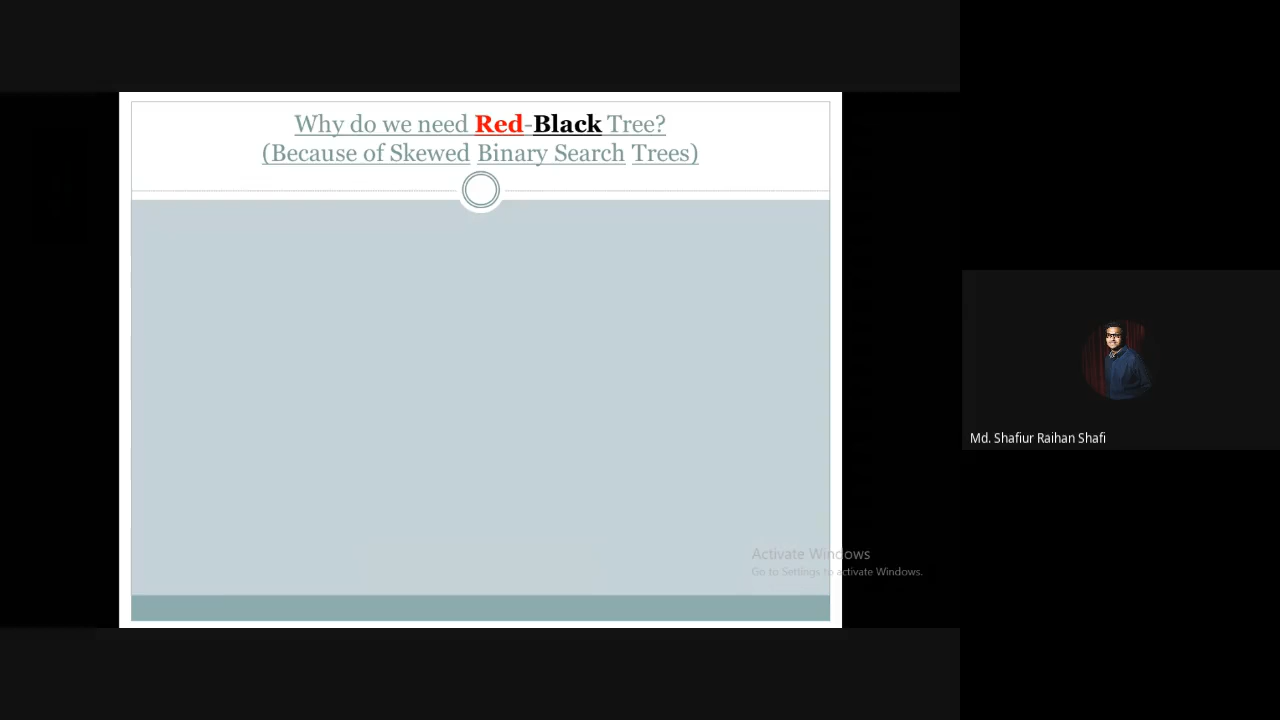 Why do we need Red-Black Tree?
(Because of Skewed Binary Search Trees)
Activate Windows
Go to Settings to activate Windows.
Md. Shafiur Raihan Shafi